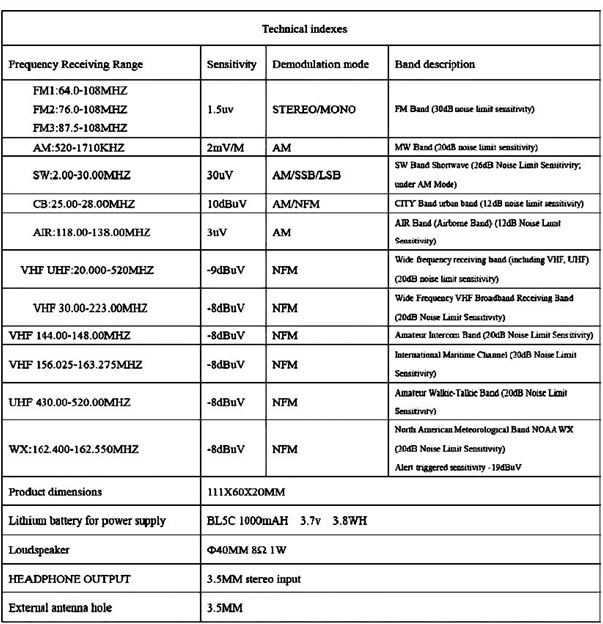 Technical indexes
Frequency Receiving Range Sensitivity Demodulation mode Band description
FM1:64.0-108MHZ
FM2:76.0-108MHZ
FM3:87.5-108MHZ
1.5uv STEREO/MONO FM Band (30dB noise limit sensitivity)
AM:520-1710KHZ 2mV/M AM MW Band (20dB noise limit sensitivity)
SW:2.00-30.00MHZ 30uV AM/SSB/LSB SW Band Shortwave (26dB Noise Limit Sensitivity;
under AM Mode)
CB:25.00-28.00MHZ 10dBuV AM/NFM CITY Band urban band (12dB noise limit sensitivity)
AIR:118.00-138.00MHZ 3uV AM AIR Band (Airborne Band) (12dB Noise Limit
Sensitivity)
VHF UHF:20.000-520MHZ -9dBuV NFM Wide frequency receiving band (including VHF, UHF)
(20dB noise limit sensitivity)
VHF 30.00-223.00MHZ -8dBuV NFM Wide Frequency VHF Broadband Receiving Band
(20dB Noise Limit Sensitivity)
VHF 144.00-148.00MHZ -8dBuV NFM Amateur Intercom Band (20dB Noise Limit Sensitivity)
VHF 156.025-163.275MHZ -8dBuV NFM International Maritime Channel (20dB Noise Limit
Sensitivity)
UHF 430.00-520.00MHZ -8dBuV NFM Amateur Walkie-Talkie Band (20dB Noise Limit
Sensitivity)
WX:162.400-162.550MHZ -8dBuV NFM North American Meteorological Band NOAA WX
(20dB Noise Limit Sensitivity)
Alert triggered sensitivity -19dBuV
Product dimensions 111X60X20MM
Lithium battery for power supply BL5C 1000mAH 3.7v 3.8WH
Loudspeaker Φ40MM 8Ω 1W
HEADPHONE OUTPUT 3.5MM stereo input
External antenna hole 3.5MM